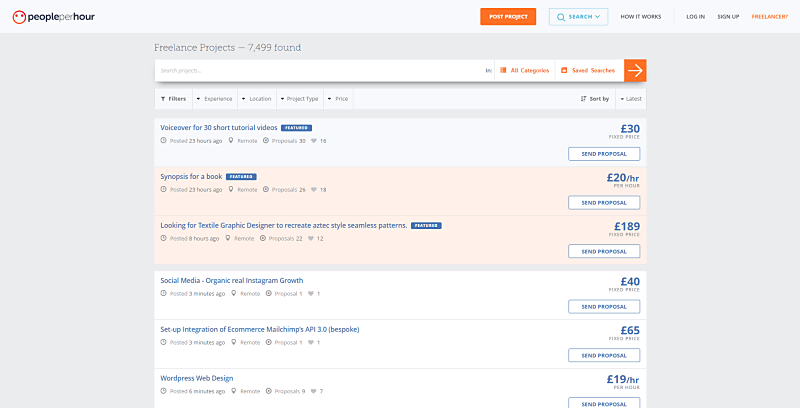 peopleperhour
POST PROJECT
SEARCH
HOW IT WORKS
LOG IN
SIGN UP
FREELANCER?
Freelance Projects — 7,499 found
Search projects...
in:
All Categories
Saved Searches
Filters
Experience
Location
Project Type
Price
Sort by
Latest
Voiceover for 30 short tutorial videos FEATURED
£30
FIXED PRICE
Posted 23 hours ago Remote Proposals 30 16
SEND PROPOSAL
Synopsis for a book FEATURED
£20/hr
PER HOUR
Posted 23 hours ago Remote Proposals 26 18
SEND PROPOSAL
Looking for Textile Graphic Designer to recreate aztec style seamless patterns. FEATURED
£189
FIXED PRICE
Posted 8 hours ago Remote Proposals 22 12
SEND PROPOSAL
Social Media - Organic real Instagram Growth
£40
FIXED PRICE
Posted 3 minutes ago Remote Proposal 1 1
SEND PROPOSAL
Set-up Integration of Ecommerce Mailchimp's API 3.0 (bespoke)
£65
FIXED PRICE
Posted 3 minutes ago Remote Proposal 1 1
SEND PROPOSAL
Wordpress Web Design
£19/hr
PER HOUR
Posted 6 minutes ago Remote Proposals 9 7
SEND PROPOSAL